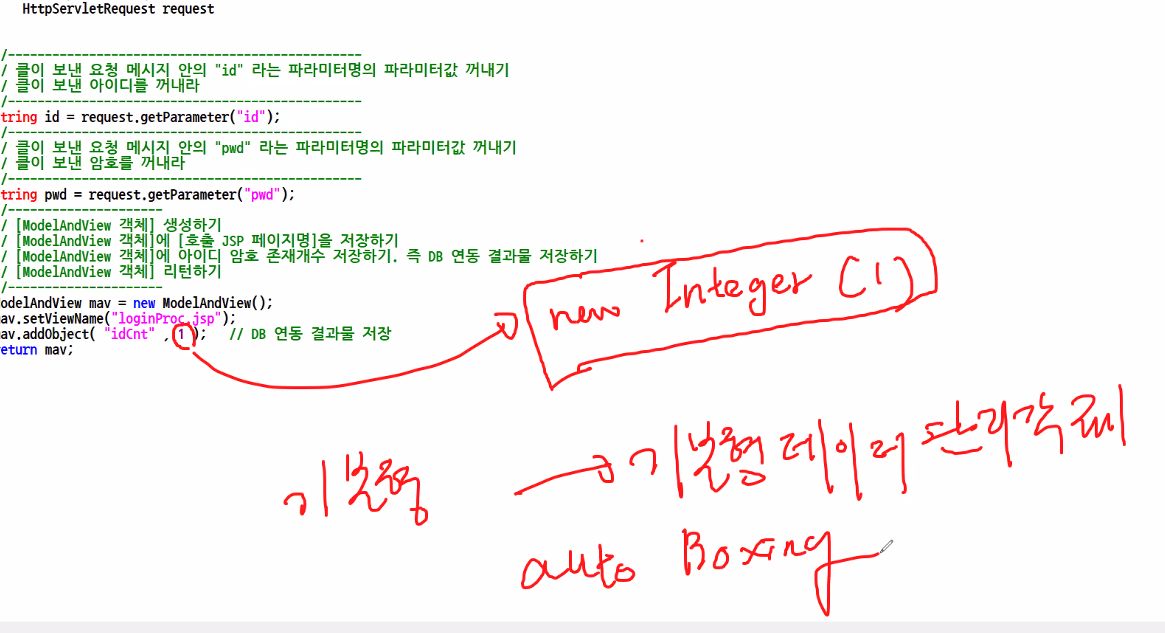 HttpServletRequest request
/------------------------------------------------
/ 클이 보낸 요청 메시지 안의 "id" 라는 파라미터명의 파라미터값 꺼내기
/ 클이 보낸 아이디를 꺼내라
/------------------------------------------------
tring id = request.getParameter("id");
/------------------------------------------------
/ 클이 보낸 요청 메시지 안의 "pwd" 라는 파라미터명의 파라미터값 꺼내기
/ 클이 보낸 암호를 꺼내라
/------------------------------------------------
tring pwd = request.getParameter("pwd");
/---------------------
/ [ModelAndView 객체] 생성하기
/ [ModelAndView 객체]에 [호출 JSP 페이지명]을 저장하기
/ [ModelAndView 객체]에 아이디 암호 존재개수 저장하기. 즉 DB 연동 결과물 저장하기
/ [ModelAndView 객체] 리턴하기
/---------------------
odelAndView mav = new ModelAndView();
av.setViewName("loginProc.jsp");
av.addObject( "idCnt" , 1 );   // DB 연동 결과물 저장
eturn mav;
new Integer (1)
기본형 → 기본형 데이터 관리객체
auto Boxing